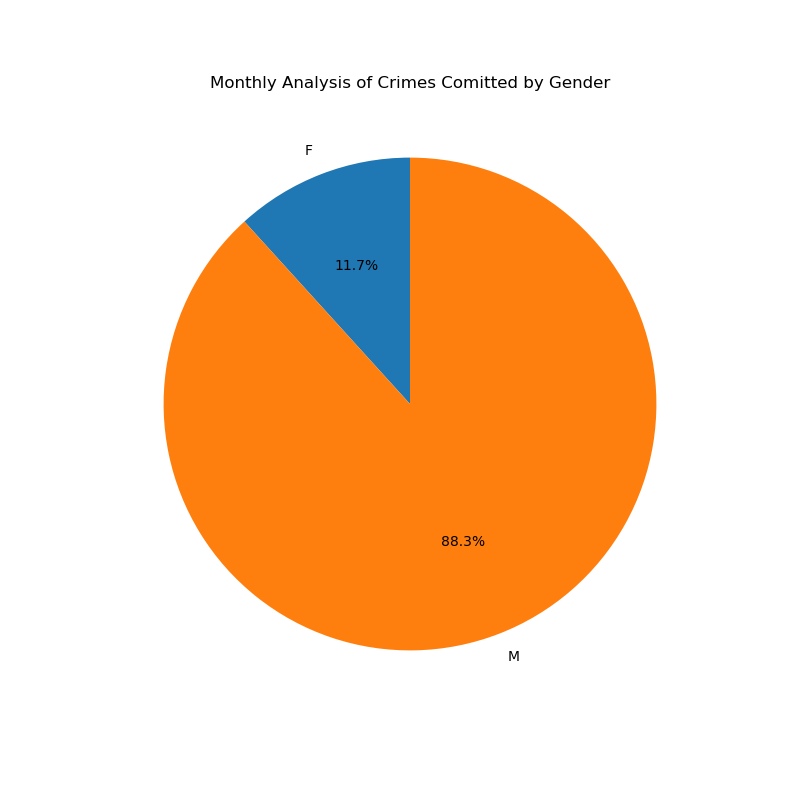 Monthly Analysis of Crimes Comitted by Gender
F
11.7%
88.3%
M